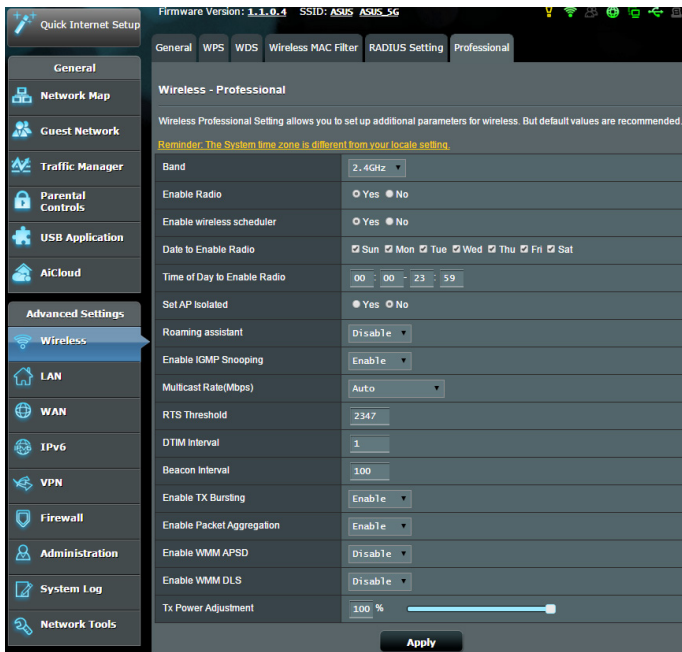 Quick Internet Setup
General
Network Map
Guest Network
Traffic Manager
Parental
Controls
USB Application
AiCloud
Advanced Settings
Wireless
LAN
WAN
IPv6
VPN
Firewall
Administration
System Log
Network Tools
Firmware Version: 1.1.0.4 SSID: ASUS ASUS_5G
General WPS WDS Wireless MAC Filter RADIUS Setting Professional
Wireless - Professional
Wireless Professional Setting allows you to set up additional parameters for wireless. But default values are recommended.
Reminder: The System time zone is different from your locale setting.
Band 2.4GHz
Enable Radio Yes No
Enable wireless scheduler Yes No
Date to Enable Radio Sun Mon Tue Wed Thu Fri Sat
Time of Day to Enable Radio 00 : 00 - 23 : 59
Set AP Isolated Yes No
Roaming assistant Disable
Enable IGMP Snooping Enable
Multicast Rate(Mbps) Auto
RTS Threshold 2347
DTIM Interval 1
Beacon Interval 100
Enable TX Bursting Enable
Enable Packet Aggregation Enable
Enable WMM APSD Disable
Enable WMM DLS Disable
Tx Power Adjustment 100 %
Apply